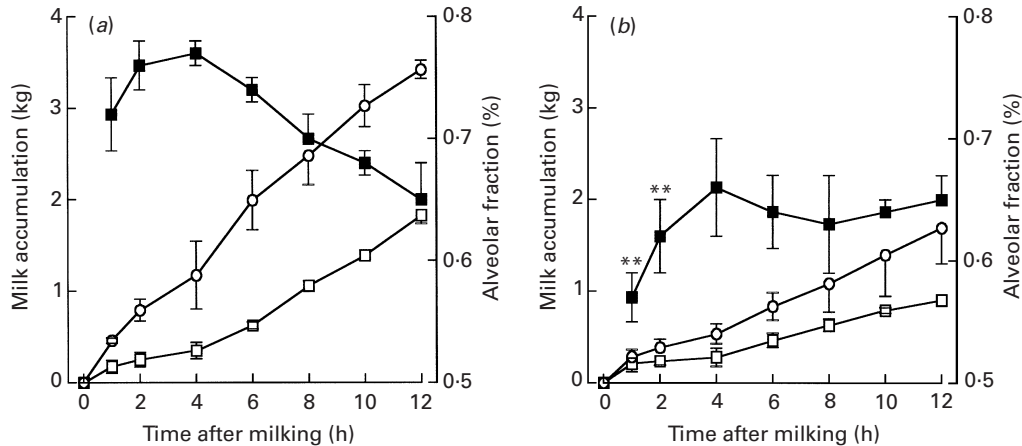 (a)
4
3
2
1
0
Milk accumulation (kg)
0·8
0·7
0·6
0·5
Alveolar fraction (%)
0 2 4 6 8 10 12
Time after milking (h)
(b)
4
3
2
1
0
Milk accumulation (kg)
**
**
0·8
0·7
0·6
0·5
Alveolar fraction (%)
0 2 4 6 8 10 12
Time after milking (h)